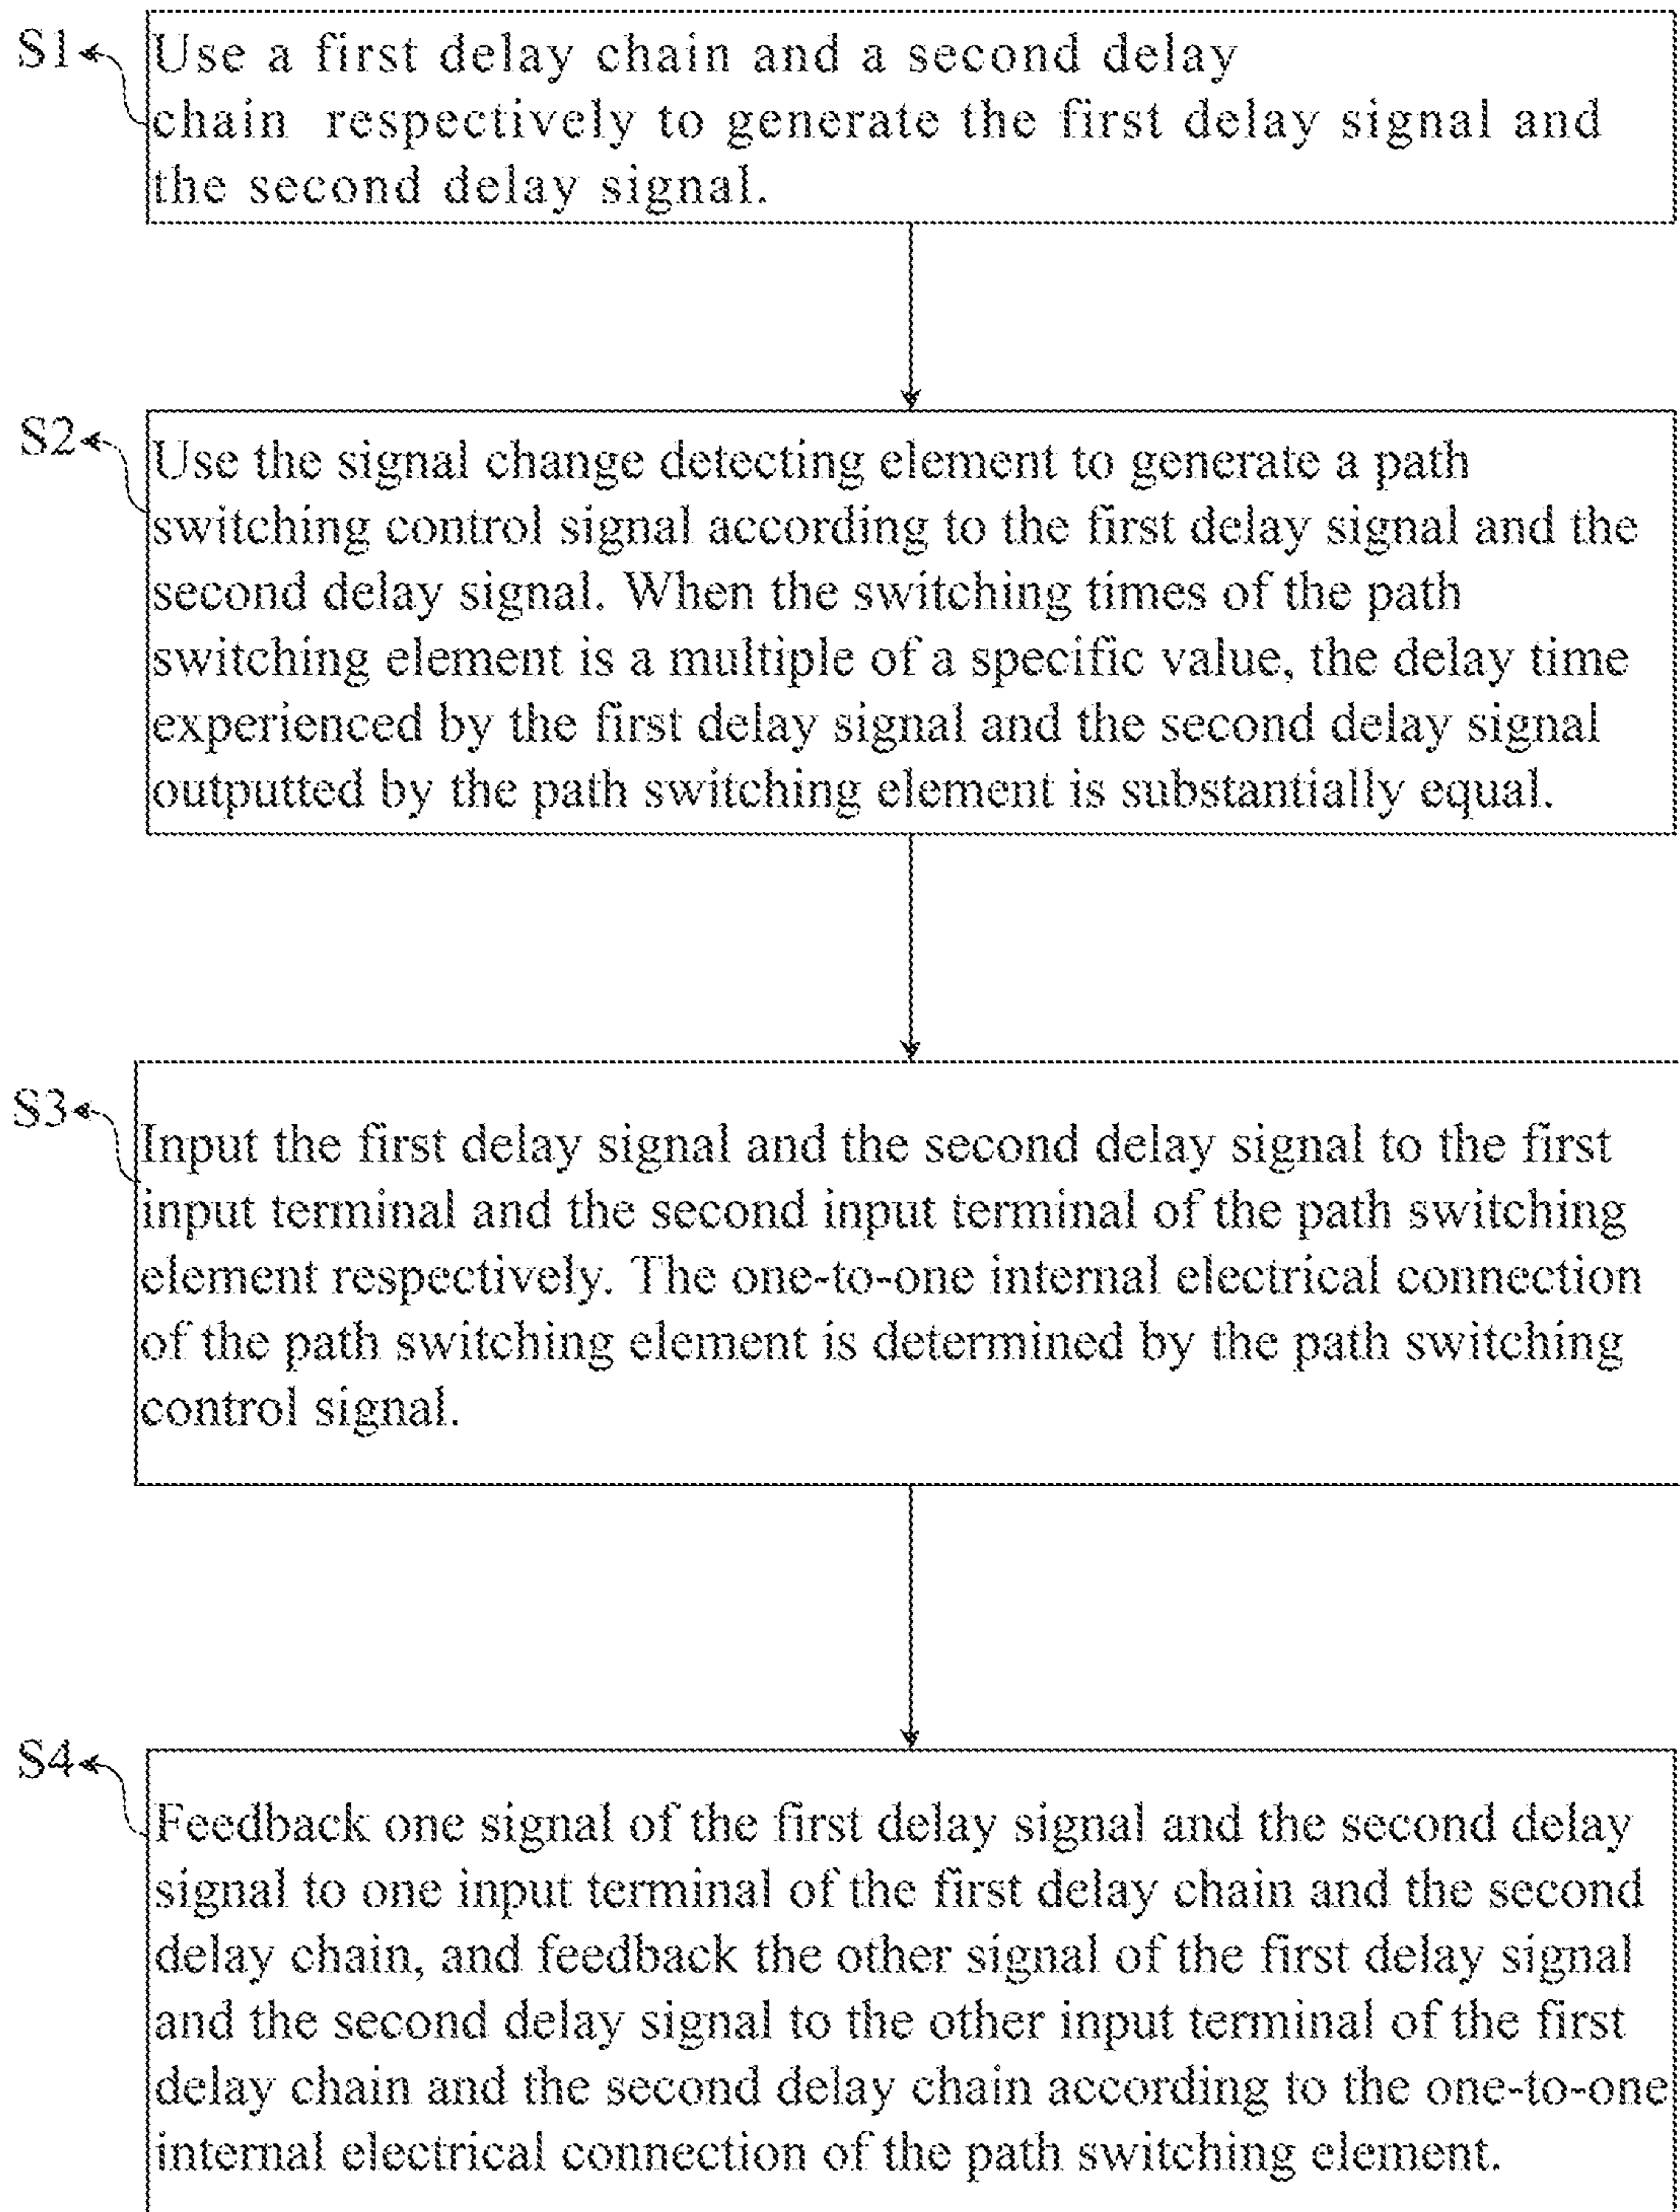 S1
Use a first delay chain and a second delay
chain respectively to generate the first delay signal and
the second delay signal.
S2
Use the signal change detecting element to generate a path
switching control signal according to the first delay signal and the
second delay signal. When the switching times of the path
switching element is a multiple of a specific value, the delay time
experienced by the first delay signal and the second delay signal
outputted by the path switching element is substantially equal.
S3
Input the first delay signal and the second delay signal to the first
input terminal and the second input terminal of the path switching
element respectively. The one-to-one internal electrical connection
of the path switching element is determined by the path switching
control signal.
S4
Feedback one signal of the first delay signal and the second delay
signal to one input terminal of the first delay chain and the second
delay chain, and feedback the other signal of the first delay signal
and the second delay signal to the other input terminal of the first
delay chain and the second delay chain according to the one-to-one
internal electrical connection of the path switching element.